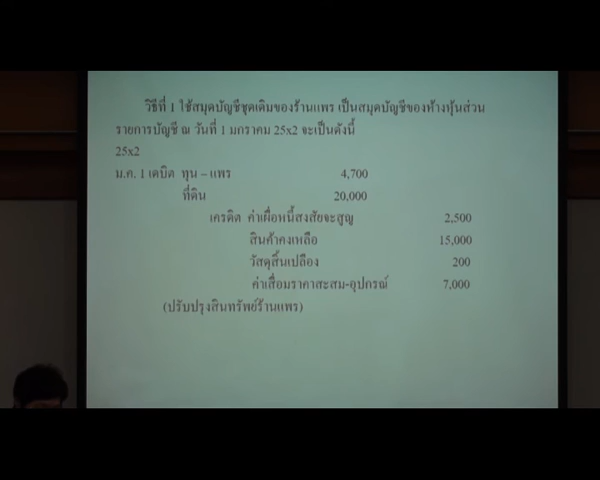 วิธีที่ 1 ใช้สมุดบัญชีชุดเดิมของร้านแพร เป็นสมุดบัญชีของห้างหุ้นส่วน
รายการบัญชี ณ วันที่ 1 มกราคม 25x2 จะเป็นดังนี้
25x2
ม.ค. 1 เดบิต ทุน – แพร 4,700
ที่ดิน 20,000
เครดิต ค่าเผื่อหนี้สงสัยจะสูญ 2,500
สินค้าคงเหลือ 15,000
วัสดุสิ้นเปลือง 200
ค่าเสื่อมราคาสะสม-อุปกรณ์ 7,000
(ปรับปรุงสินทรัพย์ร้านแพร)